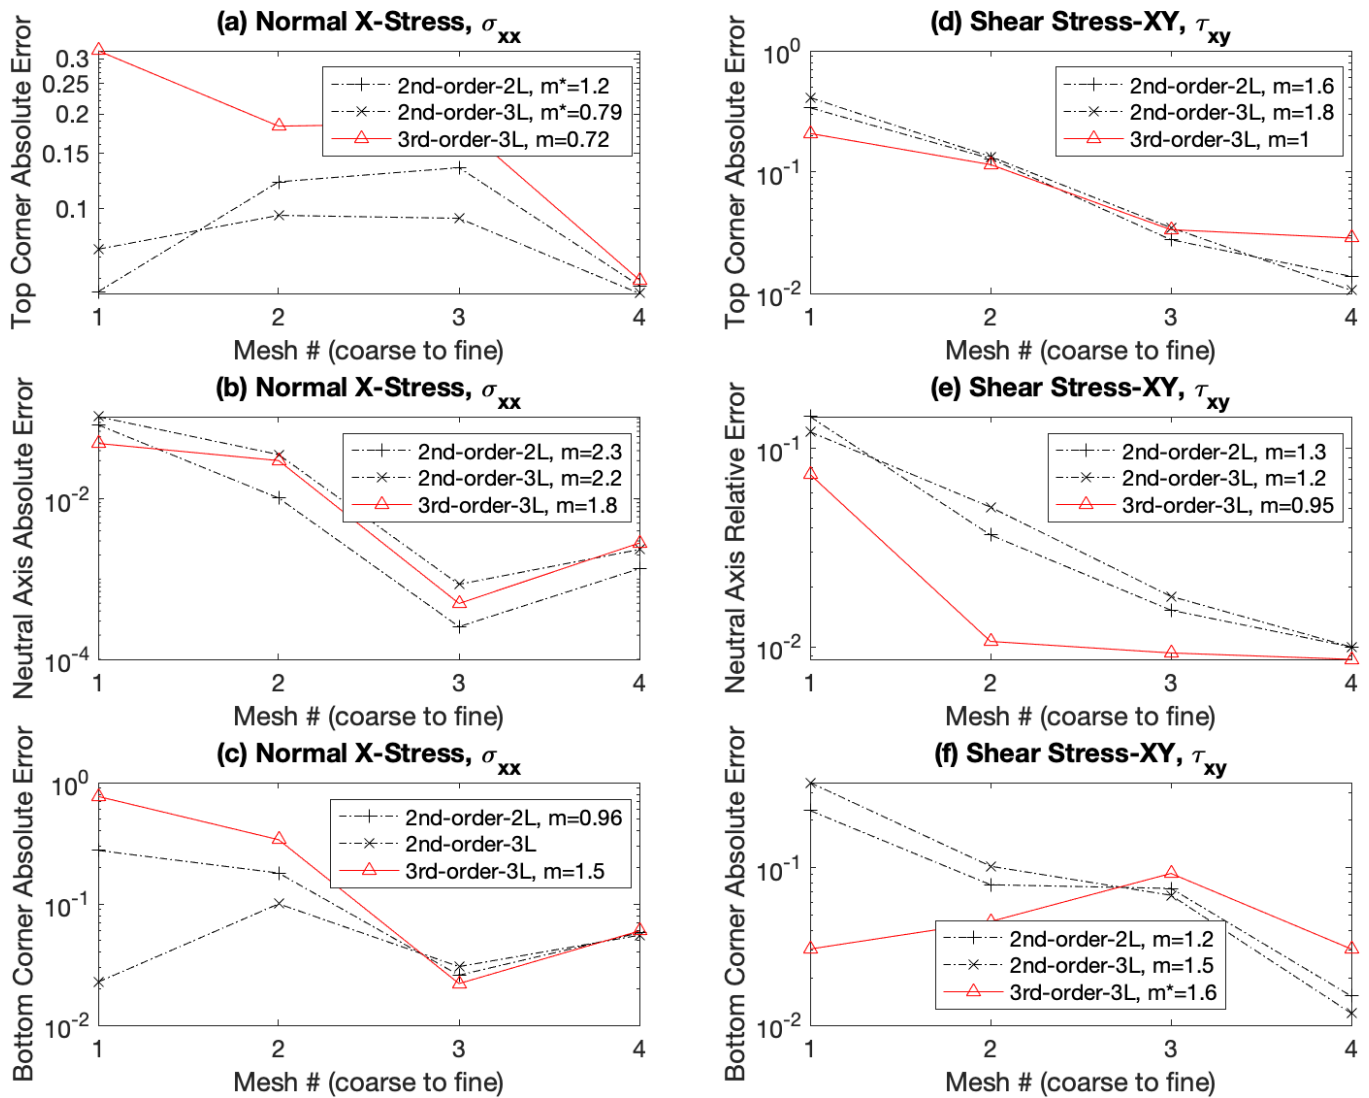 (a) Normal X-Stress, σxx
Top Corner Absolute Error
0.3
0.25
0.2
0.15
0.1
2nd-order-2L, m*=1.2
2nd-order-3L, m*=0.79
3rd-order-3L, m=0.72
1 2 3 4
Mesh # (coarse to fine)
(d) Shear Stress-XY, τxy
Top Corner Absolute Error
10^0
10^-1
10^-2
2nd-order-2L, m=1.6
2nd-order-3L, m=1.8
3rd-order-3L, m=1
1 2 3 4
Mesh # (coarse to fine)
(b) Normal X-Stress, σxx
Neutral Axis Absolute Error
10^-2
10^-4
2nd-order-2L, m=2.3
2nd-order-3L, m=2.2
3rd-order-3L, m=1.8
1 2 3 4
Mesh # (coarse to fine)
(e) Shear Stress-XY, τxy
Neutral Axis Relative Error
10^-1
10^-2
2nd-order-2L, m=1.3
2nd-order-3L, m=1.2
3rd-order-3L, m=0.95
1 2 3 4
Mesh # (coarse to fine)
(c) Normal X-Stress, σxx
Bottom Corner Absolute Error
10^0
10^-1
10^-2
2nd-order-2L, m=0.96
2nd-order-3L
3rd-order-3L, m=1.5
1 2 3 4
Mesh # (coarse to fine)
(f) Shear Stress-XY, τxy
Bottom Corner Absolute Error
10^-1
10^-2
2nd-order-2L, m=1.2
2nd-order-3L, m=1.5
3rd-order-3L, m*=1.6
1 2 3 4
Mesh # (coarse to fine)